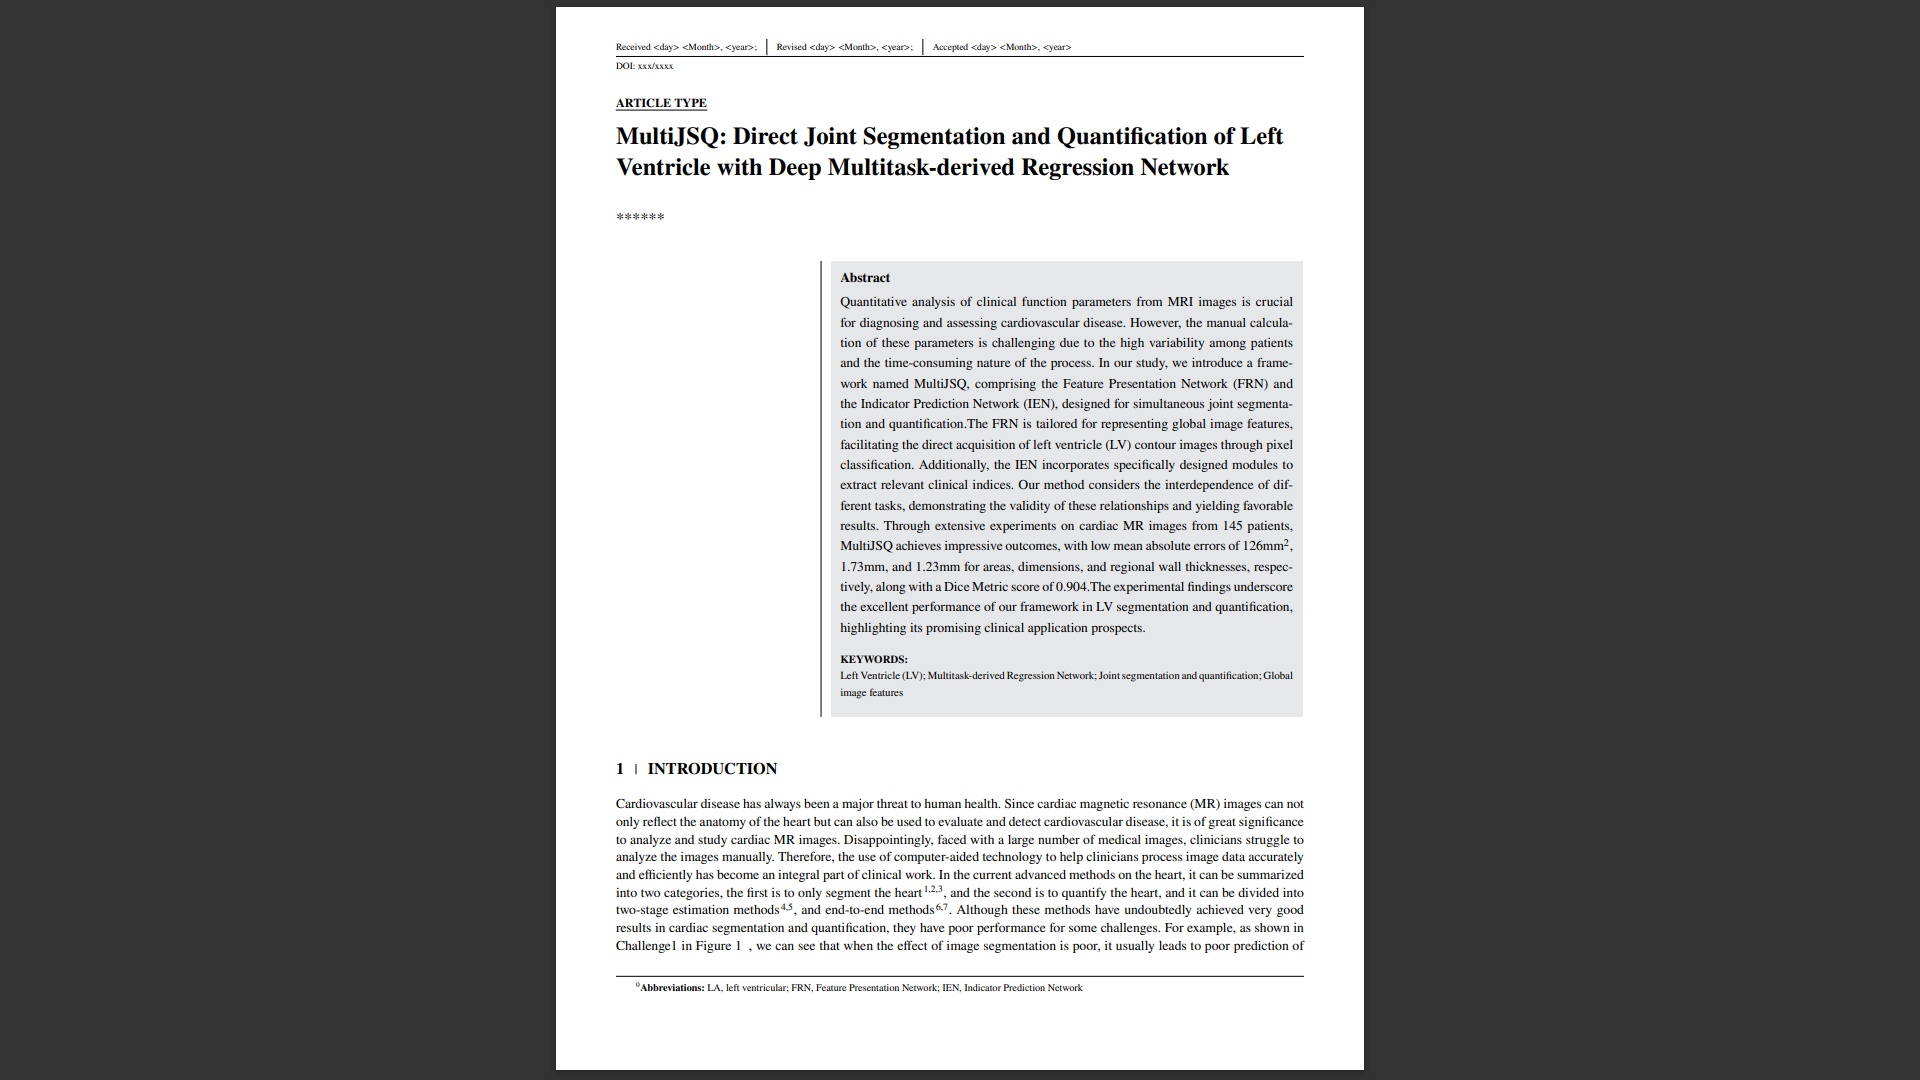 Received <day> <Month>, <year>; Revised <day> <Month>, <year>; Accepted <day> <Month>, <year>
DOI: xxx/xxxx
ARTICLE TYPE
MultiJSQ: Direct Joint Segmentation and Quantification of Left
Ventricle with Deep Multitask-derived Regression Network
******
Abstract
Quantitative analysis of clinical function parameters from MRI images is crucial
for diagnosing and assessing cardiovascular disease. However, the manual calcula-
tion of these parameters is challenging due to the high variability among patients
and the time-consuming nature of the process. In our study, we introduce a frame-
work named MultiJSQ, comprising the Feature Presentation Network (FRN) and
the Indicator Prediction Network (IEN), designed for simultaneous joint segmenta-
tion and quantification.The FRN is tailored for representing global image features,
facilitating the direct acquisition of left ventricle (LV) contour images through pixel
classification. Additionally, the IEN incorporates specifically designed modules to
extract relevant clinical indices. Our method considers the interdependence of dif-
ferent tasks, demonstrating the validity of these relationships and yielding favorable
results. Through extensive experiments on cardiac MR images from 145 patients,
MultiJSQ achieves impressive outcomes, with low mean absolute errors of 126mm²,
1.73mm, and 1.23mm for areas, dimensions, and regional wall thicknesses, respec-
tively, along with a Dice Metric score of 0.904.The experimental findings underscore
the excellent performance of our framework in LV segmentation and quantification,
highlighting its promising clinical application prospects.
KEYWORDS:
Left Ventricle (LV); Multitask-derived Regression Network; Joint segmentation and quantification; Global
image features
1 | INTRODUCTION
Cardiovascular disease has always been a major threat to human health. Since cardiac magnetic resonance (MR) images can not
only reflect the anatomy of the heart but can also be used to evaluate and detect cardiovascular disease, it is of great significance
to analyze and study cardiac MR images. Disappointingly, faced with a large number of medical images, clinicians struggle to
analyze the images manually. Therefore, the use of computer-aided technology to help clinicians process image data accurately
and efficiently has become an integral part of clinical work. In the current advanced methods on the heart, it can be summarized
into two categories, the first is to only segment the heart 1,2,3, and the second is to quantify the heart, and it can be divided into
two-stage estimation methods 4,5, and end-to-end methods 6,7. Although these methods have undoubtedly achieved very good
results in cardiac segmentation and quantification, they have poor performance for some challenges. For example, as shown in
Challenge1 in Figure 1 , we can see that when the effect of image segmentation is poor, it usually leads to poor prediction of
0 Abbreviations: LA, left ventricular; FRN, Feature Presentation Network; IEN, Indicator Prediction Network